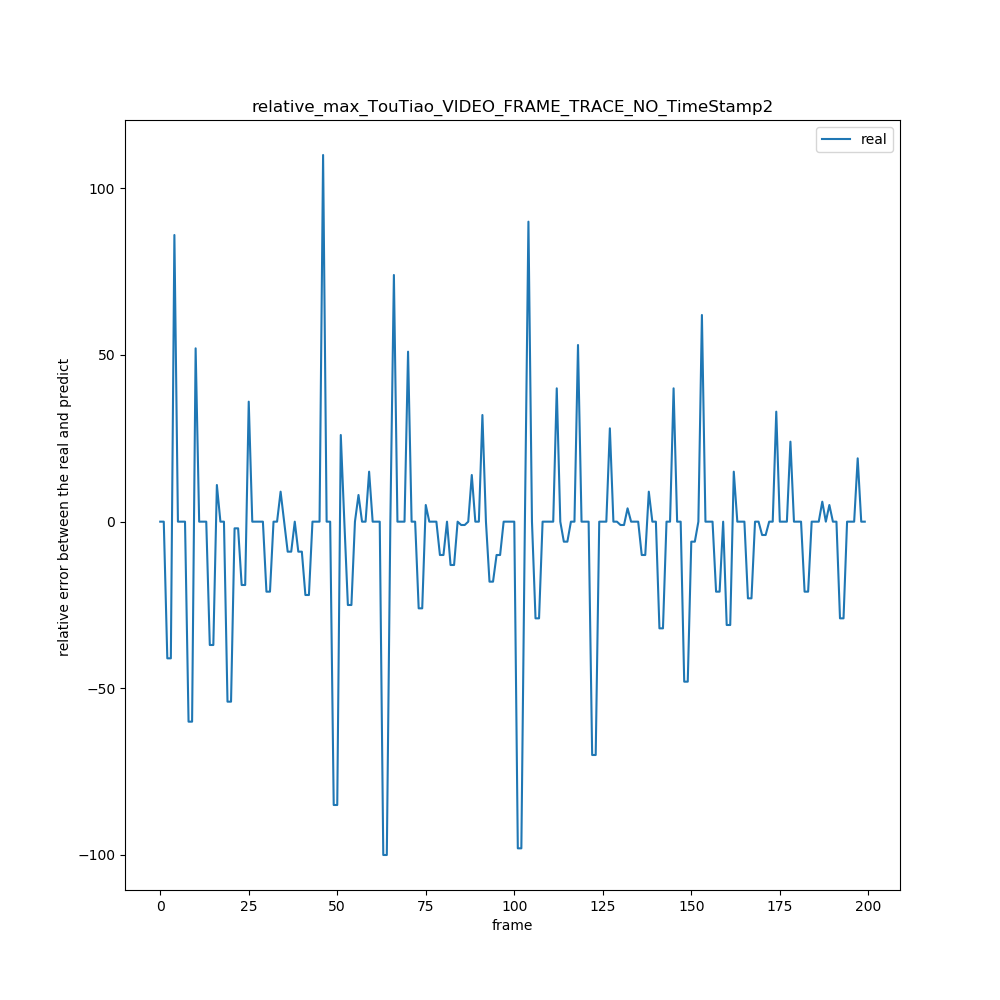 relative_max_TouTiao_VIDEO_FRAME_TRACE_NO_TimeStamp2
real
relative error between the real and predict
100
50
0
−50
−100
0 25 50 75 100 125 150 175 200
frame